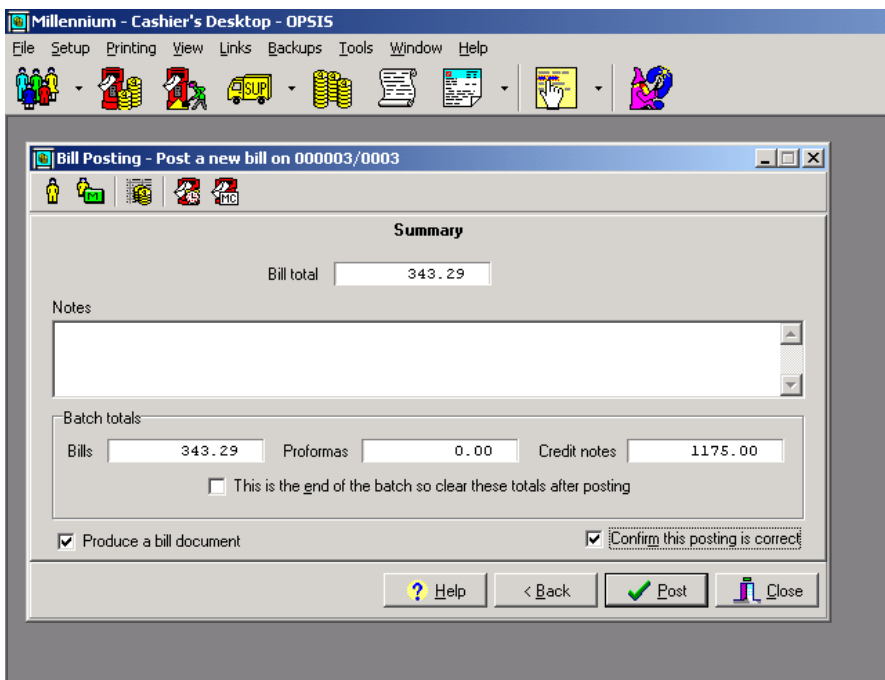 Millennium - Cashier's Desktop - OPSIS
File Setup Printing View Links Backups Tools Window Help
SUP
Bill Posting - Post a new bill on 000003/0003
M MC
Summary
Bill total 343.29
Notes
Batch totals
Bills 343.29 Proformas 0.00 Credit notes 1175.00
This is the end of the batch so clear these totals after posting
Produce a bill document Confirm this posting is correct
? Help < Back Post Close